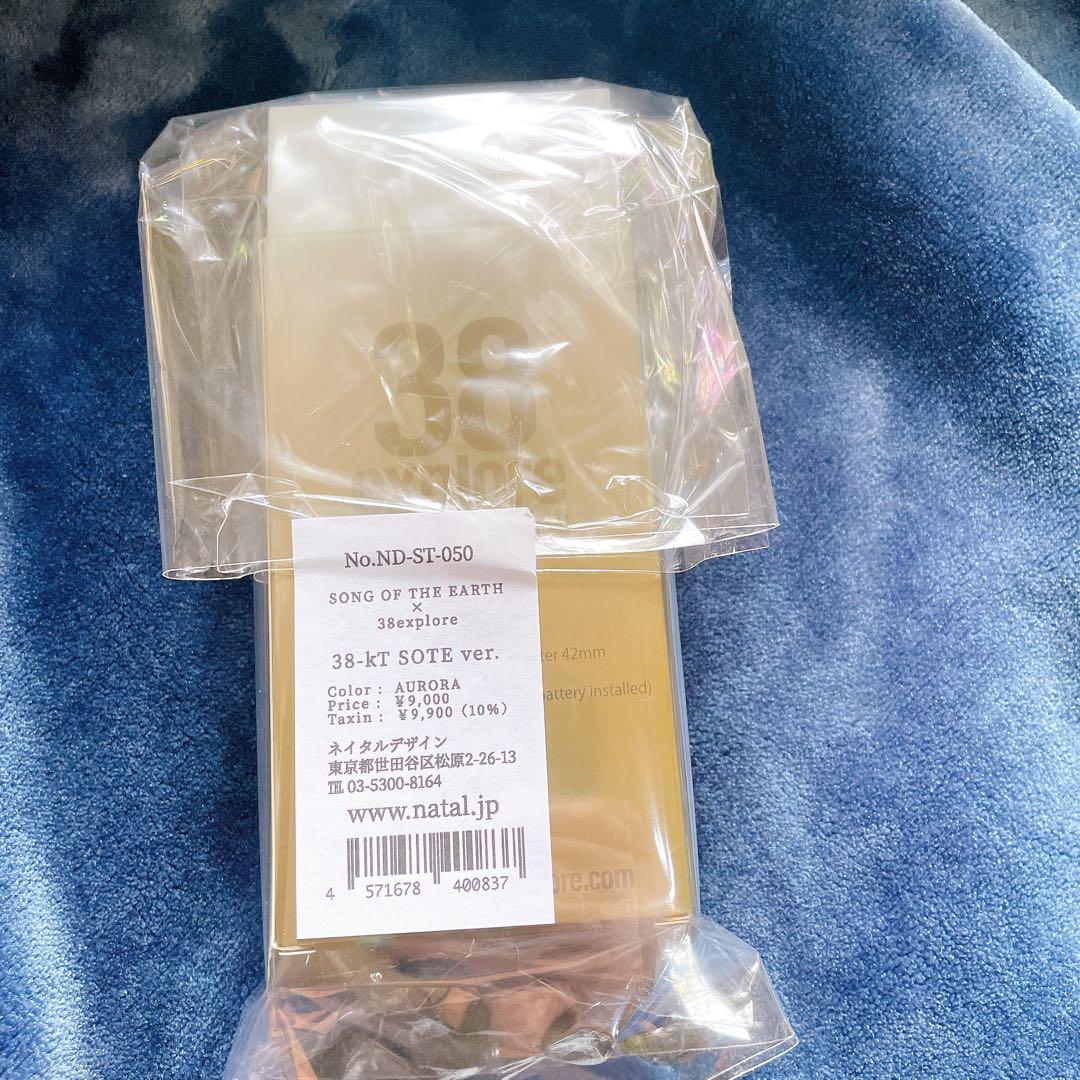 38
explore
No.ND-ST-050
SONG OF THE EARTH
×
38explore
38-kT SOTE ver.
Color : AURORA
Price : ¥9,000
Taxin : ¥9,900 (10%)
ネイタルデザイン
東京都世田谷区松原2-26-13
℡ 03-5300-8164
www.natal.jp
4 571678 400837
42mm
battery installed)
ore.com